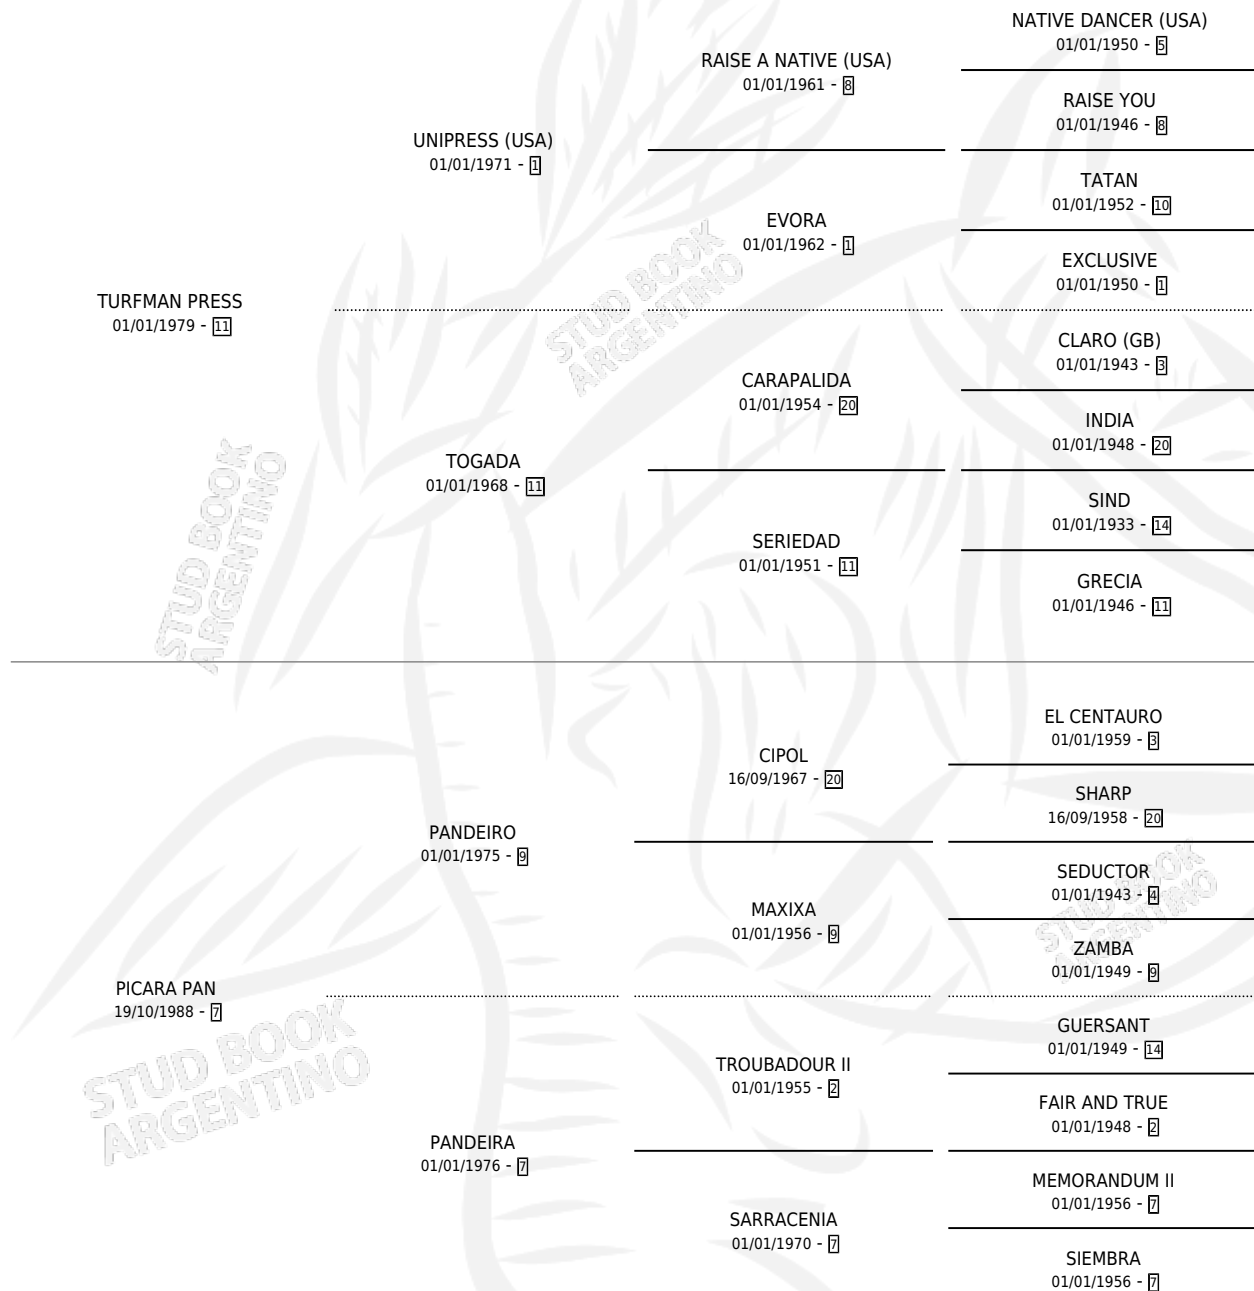 NATIVE DANCER (USA)
01/01/1950 - 5
RAISE A NATIVE (USA)
01/01/1961 - 8
RAISE YOU
01/01/1946 - 8
UNIPRESS (USA)
01/01/1971 - 1
TATAN
01/01/1952 - 10
EVORA
01/01/1962 - 1
EXCLUSIVE
01/01/1950 - 1
TURFMAN PRESS
01/01/1979 - 11
CLARO (GB)
01/01/1943 - 3
CARAPALIDA
01/01/1954 - 20
INDIA
01/01/1948 - 20
TOGADA
01/01/1968 - 11
SIND
01/01/1933 - 14
SERIEDAD
01/01/1951 - 11
GRECIA
01/01/1946 - 11
EL CENTAURO
01/01/1959 - 3
CIPOL
16/09/1967 - 20
SHARP
16/09/1958 - 20
PANDEIRO
01/01/1975 - 9
SEDUCTOR
01/01/1943 - 4
MAXIXA
01/01/1956 - 9
ZAMBA
01/01/1949 - 9
PICARA PAN
19/10/1988 - 7
GUERSANT
01/01/1949 - 14
TROUBADOUR II
01/01/1955 - 2
FAIR AND TRUE
01/01/1948 - 2
PANDEIRA
01/01/1976 - 7
MEMORANDUM II
01/01/1956 - 7
SARRACENIA
01/01/1970 - 7
SIEMBRA
01/01/1956 - 7
STUD BOOK
ARGENTINO
STUD BOOK
ARGENTINO
STUD BOOK
ARGENTINO
STUD BOOK
ARGENTINO